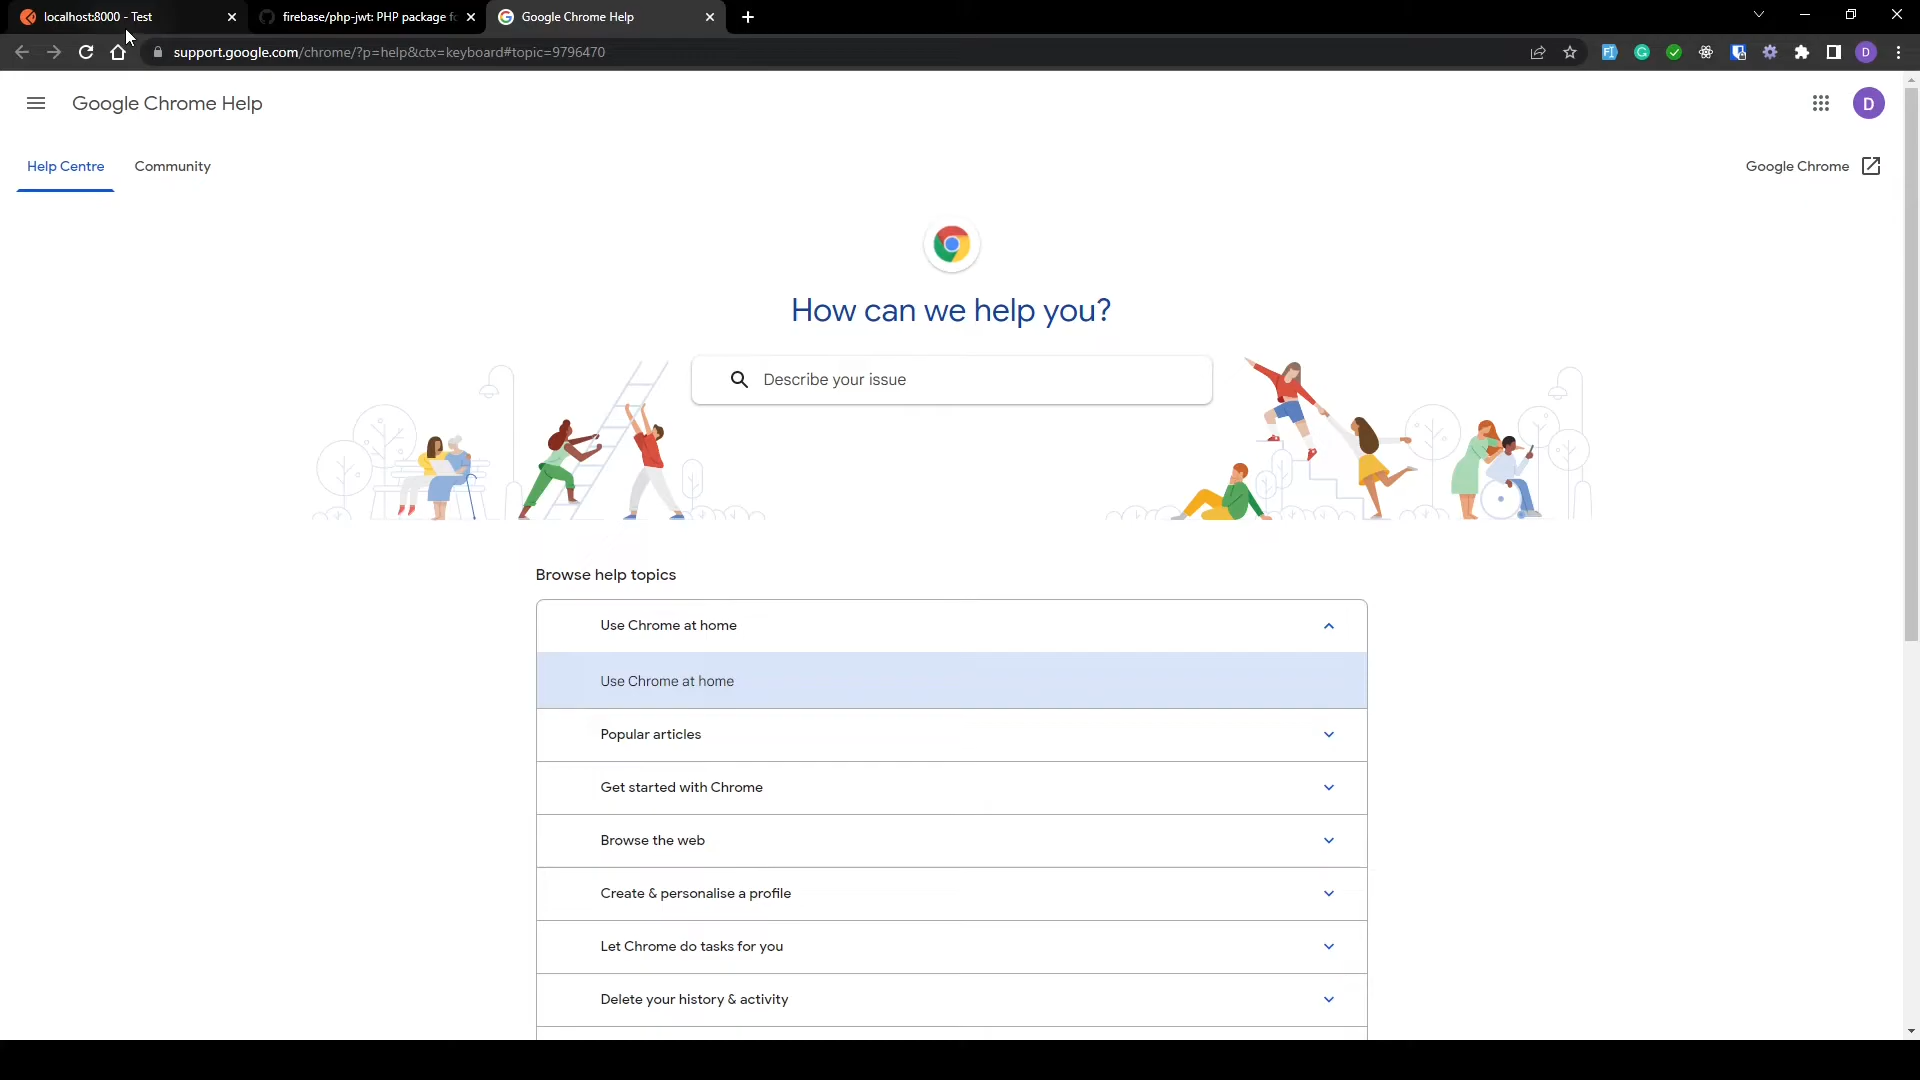 localhost:8000 - Test
firebase/php-jwt: PHP package fo
Google Chrome Help
support.google.com/chrome/?p=help&ctx=keyboard#topic=9796470
D
Google Chrome Help
D
Help Centre
Community
Google Chrome
How can we help you?
Describe your issue
Browse help topics
Use Chrome at home
Use Chrome at home
Popular articles
Get started with Chrome
Browse the web
Create & personalise a profile
Let Chrome do tasks for you
Delete your history & activity